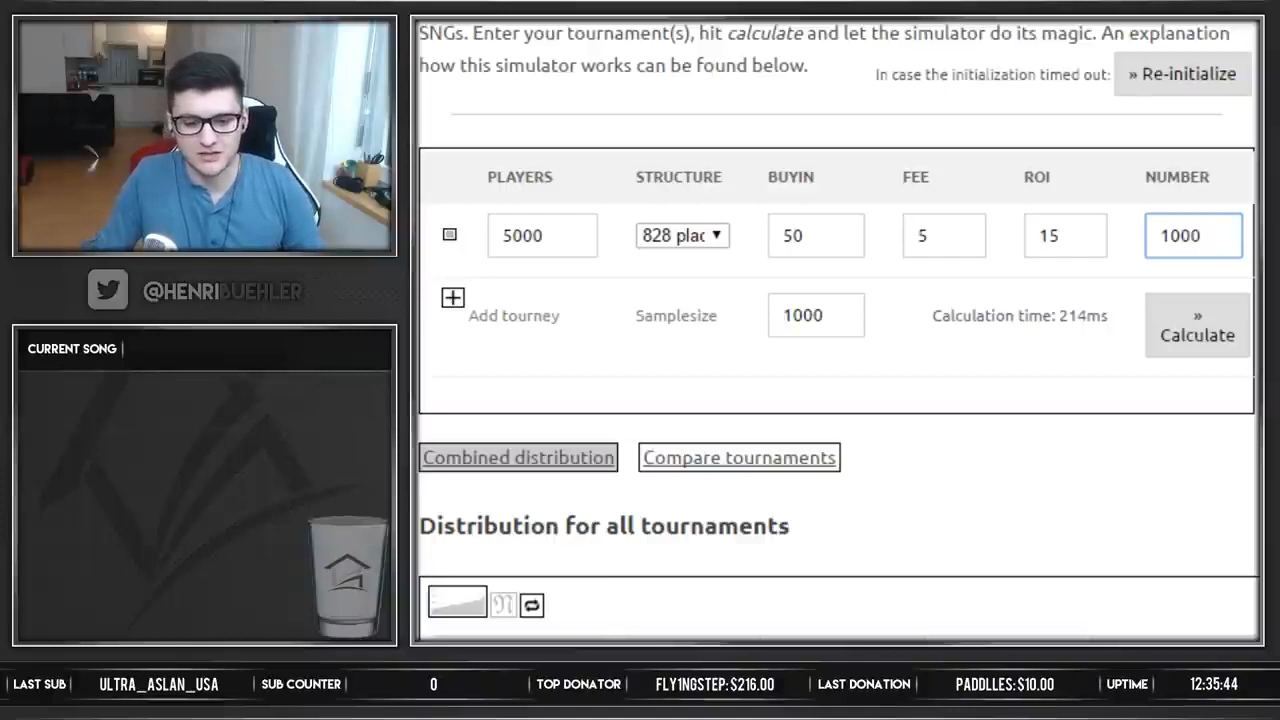 SNGs. Enter your tournament(s), hit calculate and let the simulator do its magic. An explanation
how this simulator works can be found below.
In case the initialization timed out:
» Re-initialize
PLAYERS STRUCTURE BUYIN FEE ROI NUMBER
5000 828 plac 50 5 15 1000
Add tourney Samplesize 1000 Calculation time: 214ms
»
Calculate
Combined distribution Compare tournaments
Distribution for all tournaments
@HENRIBUEHLER
CURRENT SONG
LAST SUB ULTRA_ASLAN_USA SUB COUNTER 0 TOP DONATOR FLY1NGSTEP: $216.00 LAST DONATION PADDLLES: $10.00 UPTIME 12:35:44